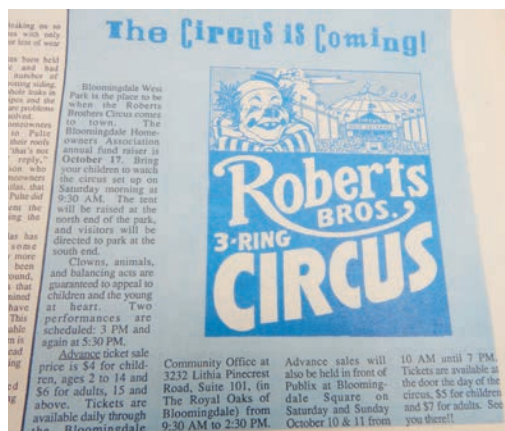 The Circus is Coming!
Bloomingdale West
Park is the place to be
when the Roberts
Brothers Circus comes
to town. The
Bloomingdale Home-
owners Association
annual fund raiser is
October 17. Bring
your children to watch
the circus set up on
Saturday morning at
9:30 AM. The tent
will be raised at the
north end of the park,
and visitors will be
directed to park at the
south end.
Clowns, animals,
and balancing acts are
guaranteed to appeal to
children and the young
at heart. Two
performances are
scheduled: 3 PM and
again at 5:30 PM.
Advance ticket sale
price is $4 for child-
ren, ages 2 to 14 and
$6 for adults, 15 and
above. Tickets are
available daily through
the Bloomingdale
Roberts
BROS.
3-RING
CIRCUS
Community Office at
3232 Lithia Pinecrest
Road, Suite 101, (in
The Royal Oaks of
Bloomingdale) from
9:30 AM to 2:30 PM.
Advance sales will
also be held in front of
Publix at Blooming-
dale Square on
Saturday and Sunday
October 10 & 11 from
10 AM until 7 PM.
Tickets are available at
the door the day of the
circus, $5 for children
and $7 for adults. See
you there!!